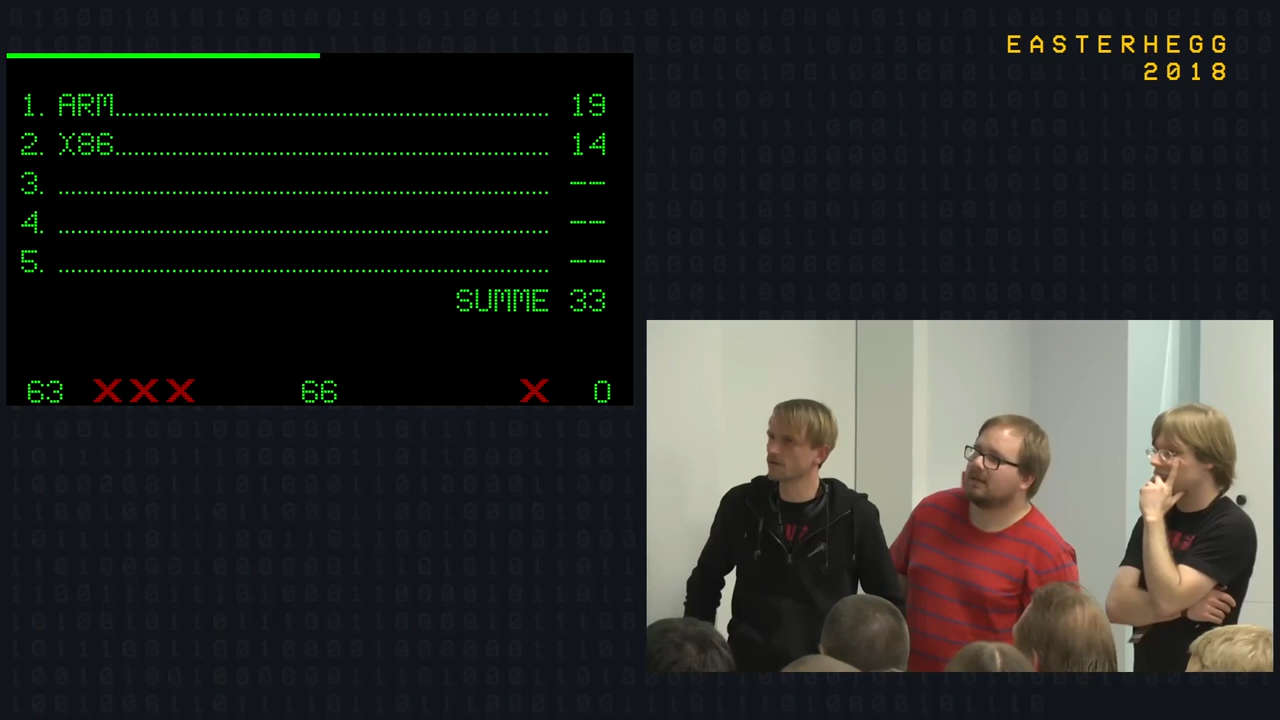 EASTERHEGG
2018
1. ARM 19
2. X86 14
3. --
4. --
5. --
SUMME 33
63 XXX 66 X 0